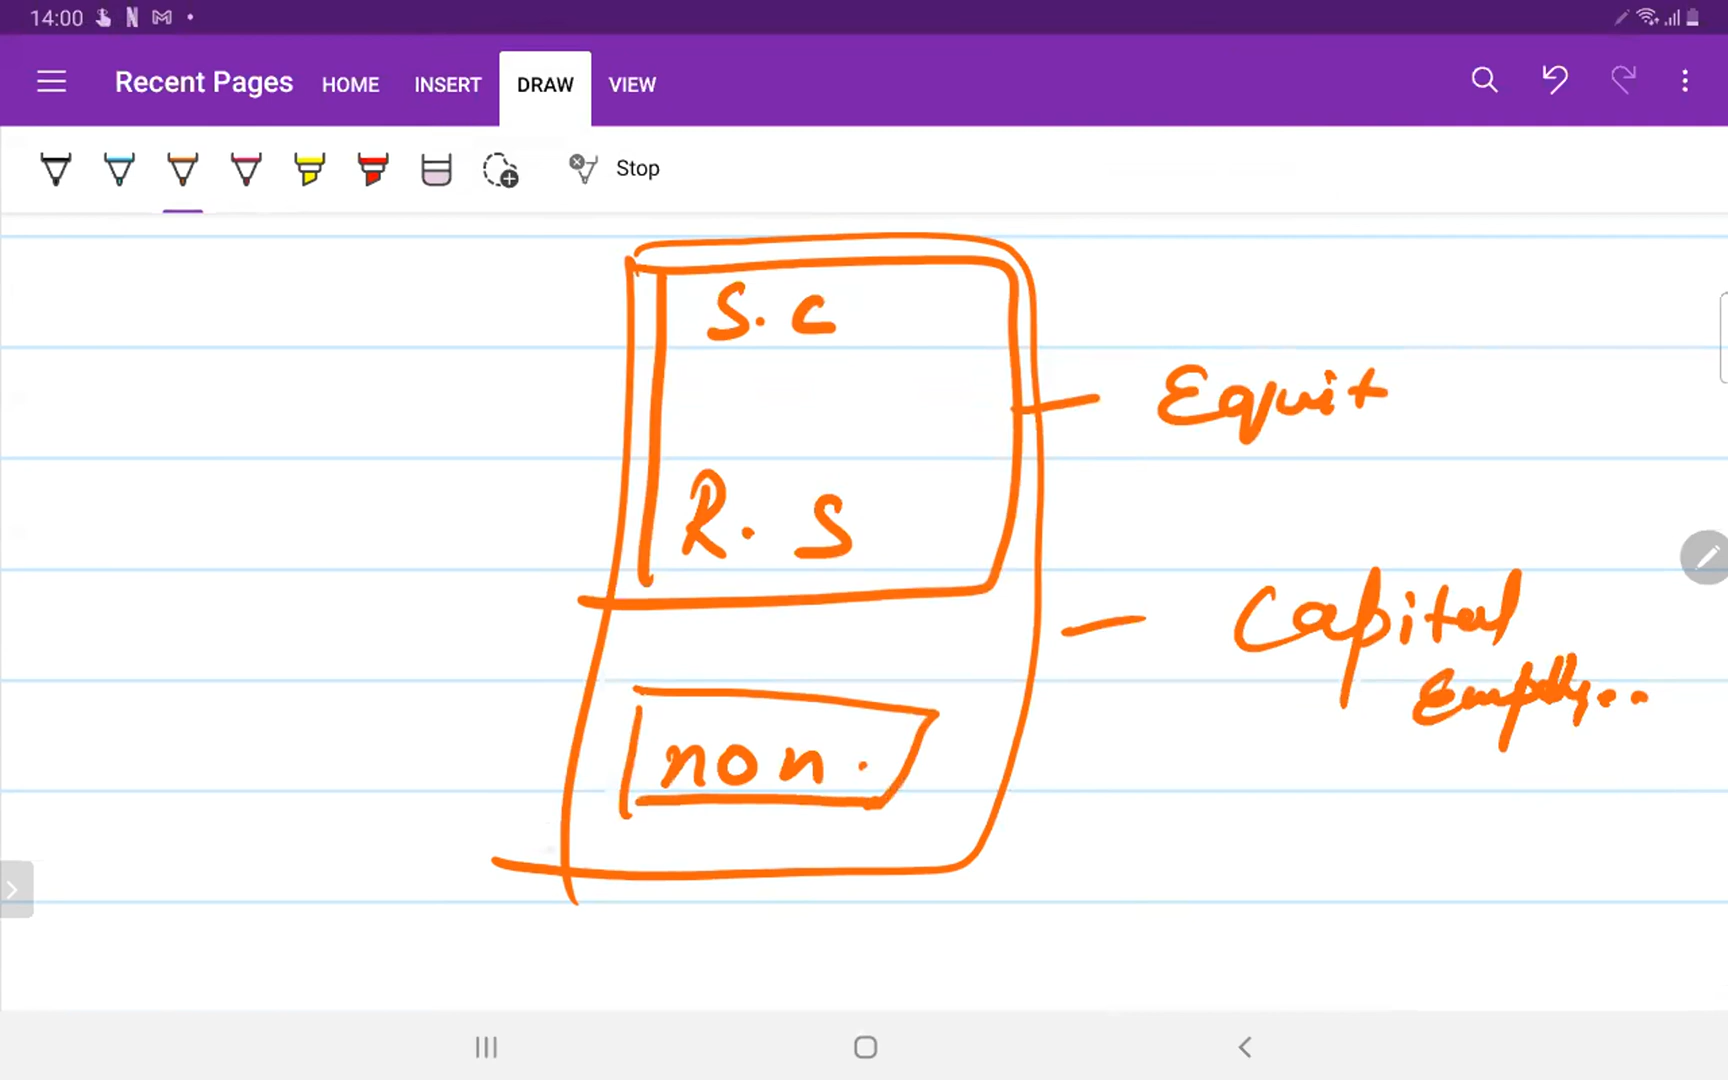 14:00
Recent Pages HOME INSERT DRAW VIEW
Stop
S. C
Equit
R. S
Capital
non.